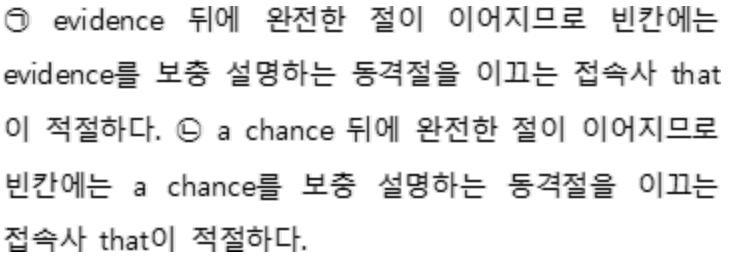 ㉠ evidence 뒤에 완전한 절이 이어지므로 빈칸에는
evidence를 보충 설명하는 동격절을 이끄는 접속사 that
이 적절하다. ㉡ a chance 뒤에 완전한 절이 이어지므로
빈칸에는 a chance를 보충 설명하는 동격절을 이끄는
접속사 that이 적절하다.